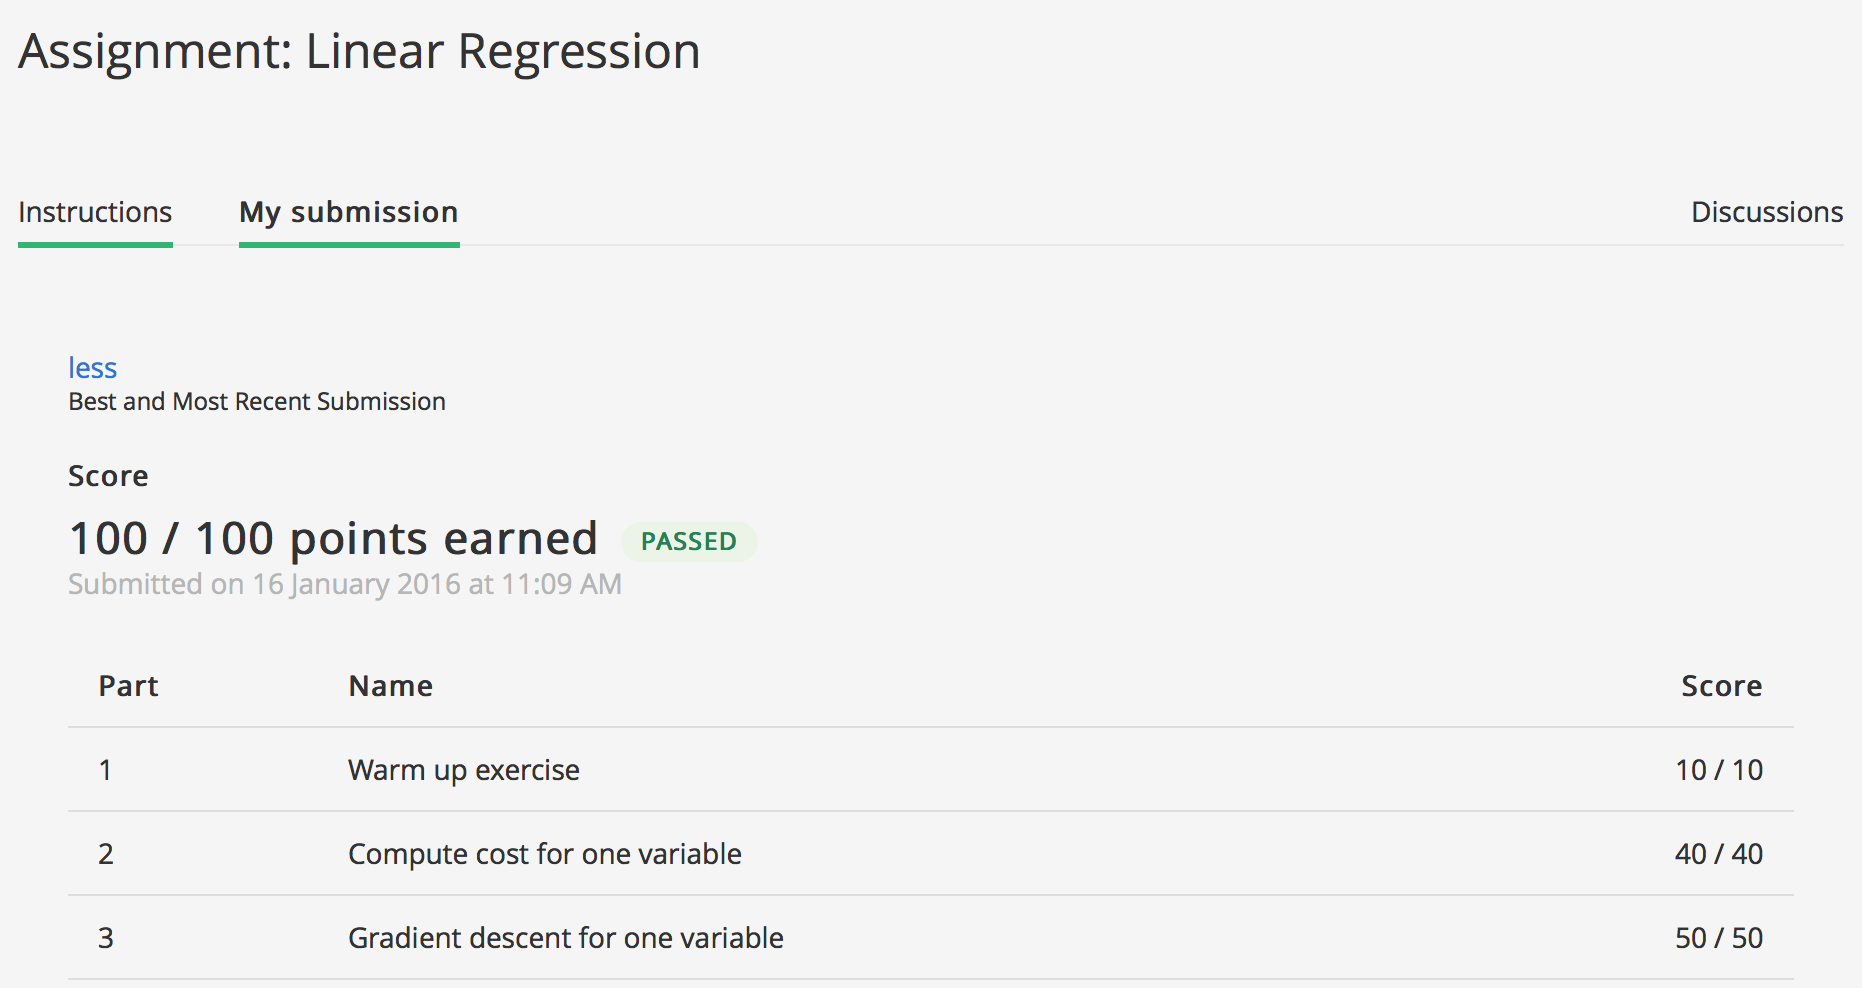 Assignment: Linear Regression
Instructions My submission Discussions
less
Best and Most Recent Submission
Score
100 / 100 points earned PASSED
Submitted on 16 January 2016 at 11:09 AM
Part Name Score
1 Warm up exercise 10 / 10
2 Compute cost for one variable 40 / 40
3 Gradient descent for one variable 50 / 50